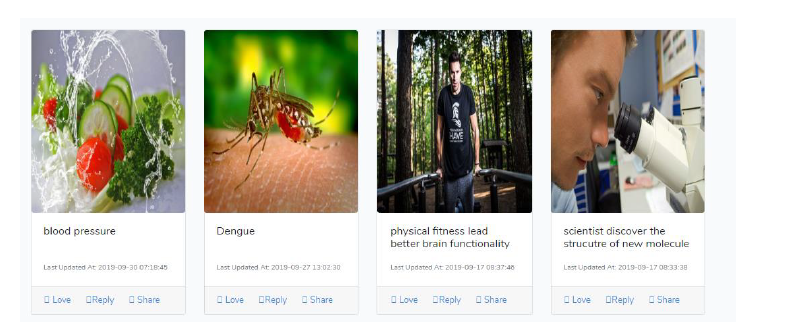 blood pressure
Last Updated At: 2019-09-30 07:18:45
Love Reply Share
Dengue
Last Updated At: 2019-09-27 13:02:30
Love Reply Share
physical fitness lead
better brain functionality
Last Updated At: 2019-09-17 09:37:46
Love Reply Share
scientist discover the
strucutre of new molecule
Last Updated At: 2019-09-17 08:33:38
Love Reply Share